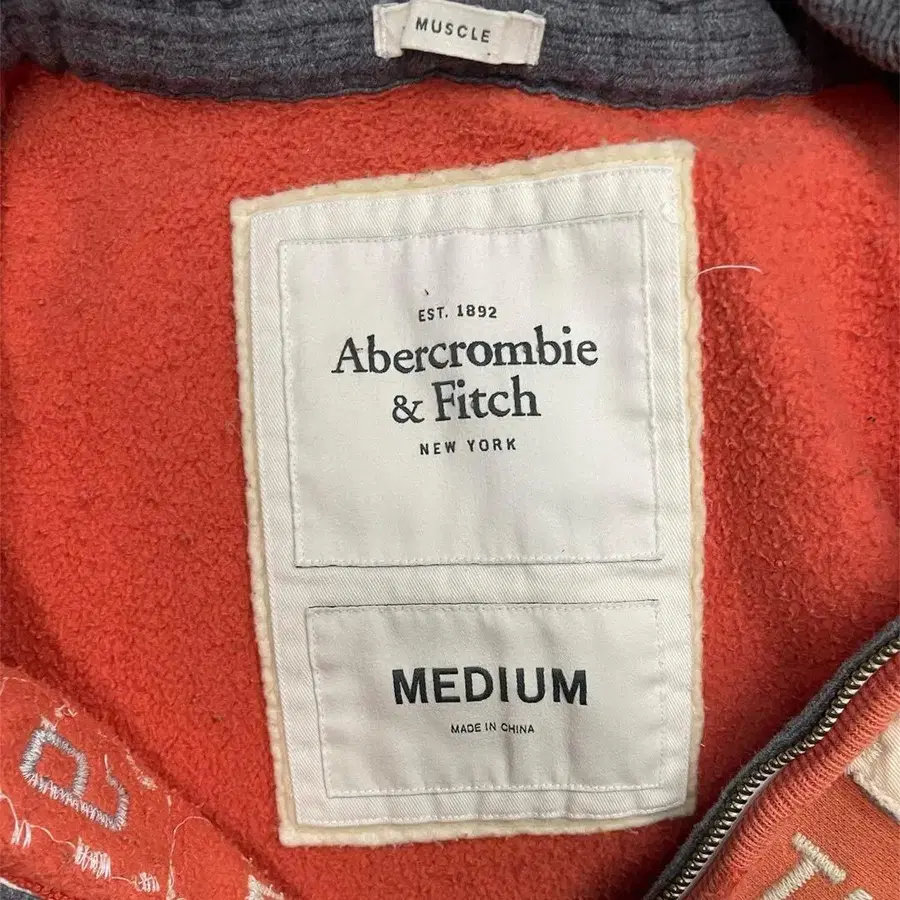 MUSCLE
EST. 1892
Abercrombie
& Fitch
NEW YORK
MEDIUM
MADE IN CHINA